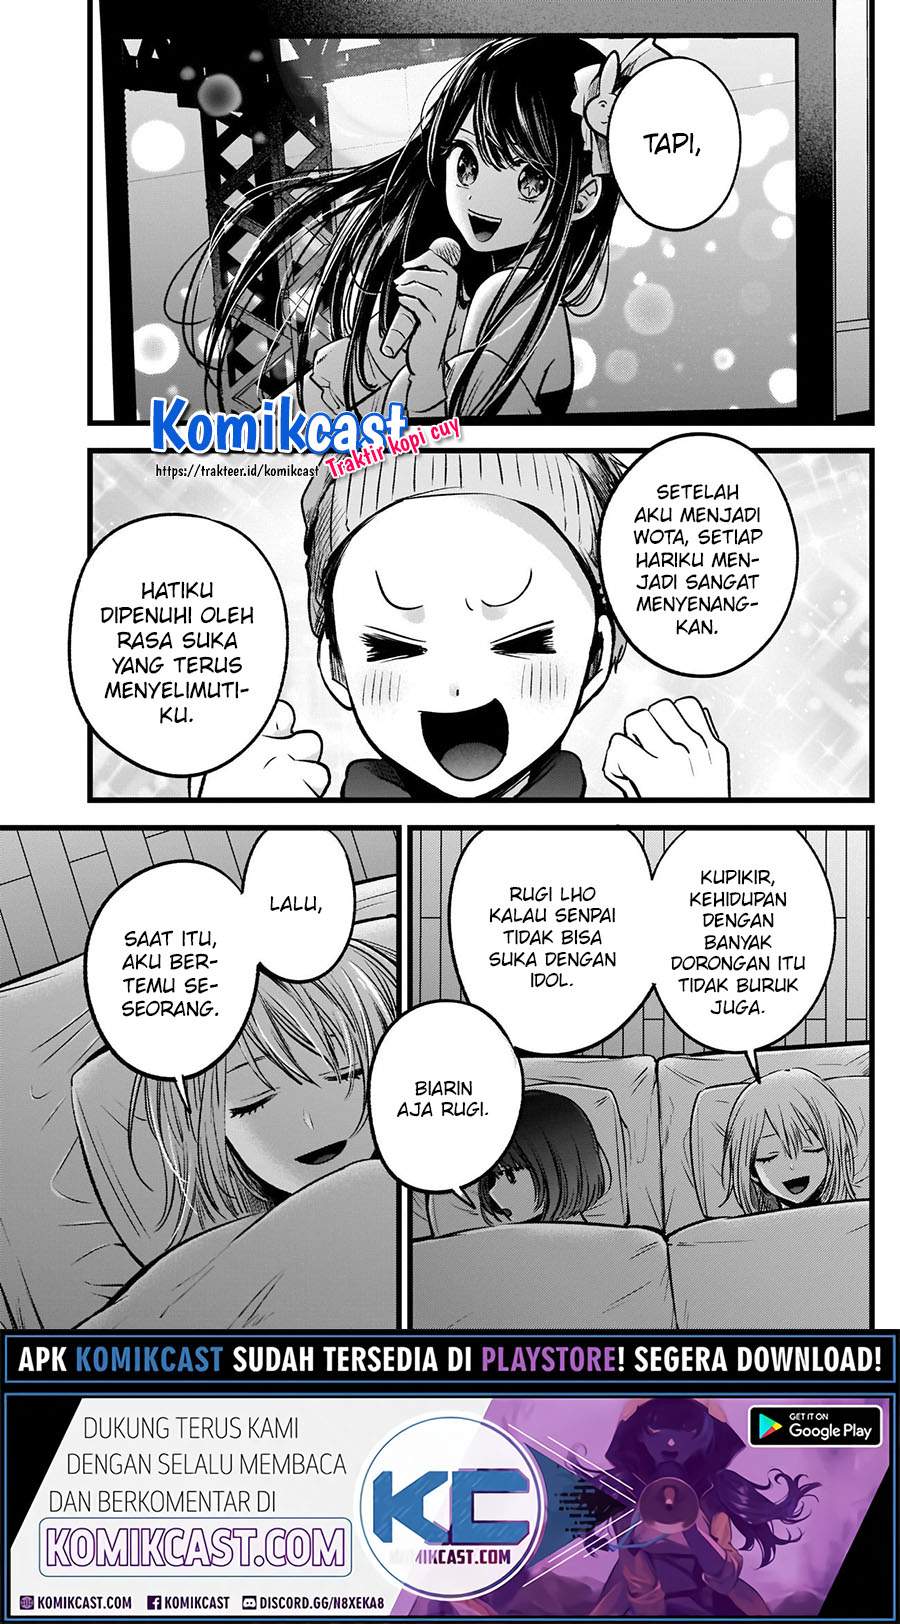 TAPI,
Komikcast
https://trakteer.id/komikcast
Traktir kopi cuy
SETELAH
AKU MENJADI
WOTA, SETIAP
HARIKU MEN-
JADI SANGAT
MENYENANG-
KAN.
HATIKU
DIPENUHI OLEH
RASA SUKA
YANG TERUS
MENYELIMUTI-
KU.
KUPIKIR,
KEHIDUPAN
DENGAN
BANYAK
DORONGAN ITU
TIDAK BURUK
JUGA.
RUGI LHO
KALAU SENPAI
TIDAK BISA
SUKA DENGAN
IDOL.
BIARIN
AJA RUGI.
LALU,
SAAT ITU,
AKU BER-
TEMU SE-
SEORANG.
APK KOMIKCAST SUDAH TERSEDIA DI PLAYSTORE! SEGERA DOWNLOAD!
DUKUNG TERUS KAMI
DENGAN SELALU MEMBACA
DAN BERKOMENTAR DI
KOMIKCAST.COM
KC
KOMIKCAST.COM
GET IT ON
Google Play
KOMIKCAST.COM
KOMIKCAST
DISCORD.GG/N8XEKA8